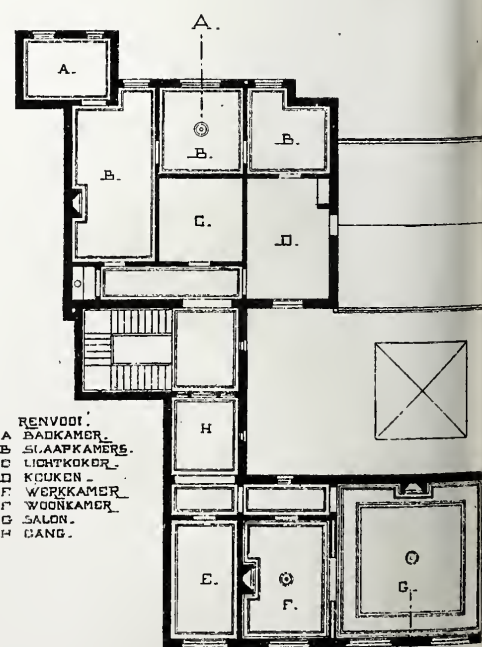 A.
A.
B.
B.
B.
C.
D.
H
RENVOOI.
A BADKAMER.
B SLAAPKAMERS.
C LICHTKOKER.
D KEUKEN.
E WERKKAMER
F WOONKAMER
G SALON.
H GANG.
E.
F.
G.